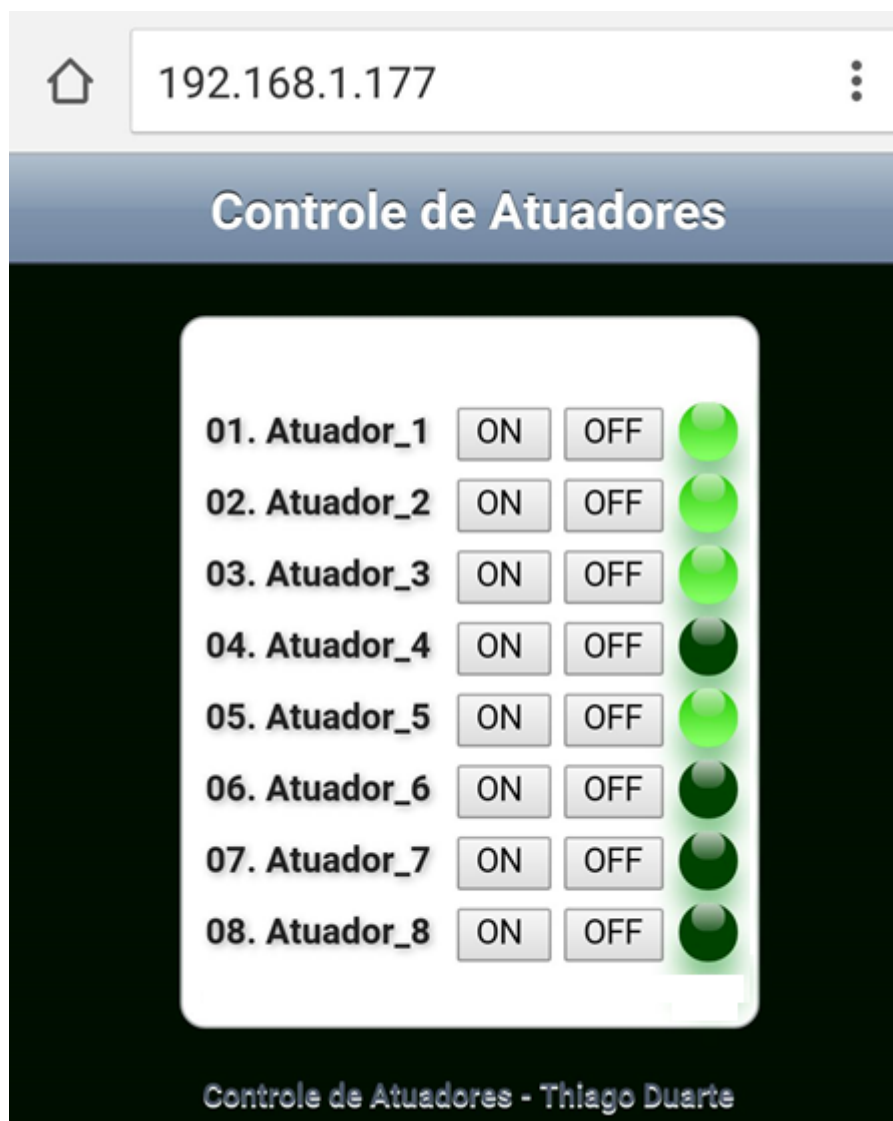 192.168.1.177
Controle de Atuadores
01. Atuador_1 ON OFF
02. Atuador_2 ON OFF
03. Atuador_3 ON OFF
04. Atuador_4 ON OFF
05. Atuador_5 ON OFF
06. Atuador_6 ON OFF
07. Atuador_7 ON OFF
08. Atuador_8 ON OFF
Controle de Atuadores - Thiago Duarte